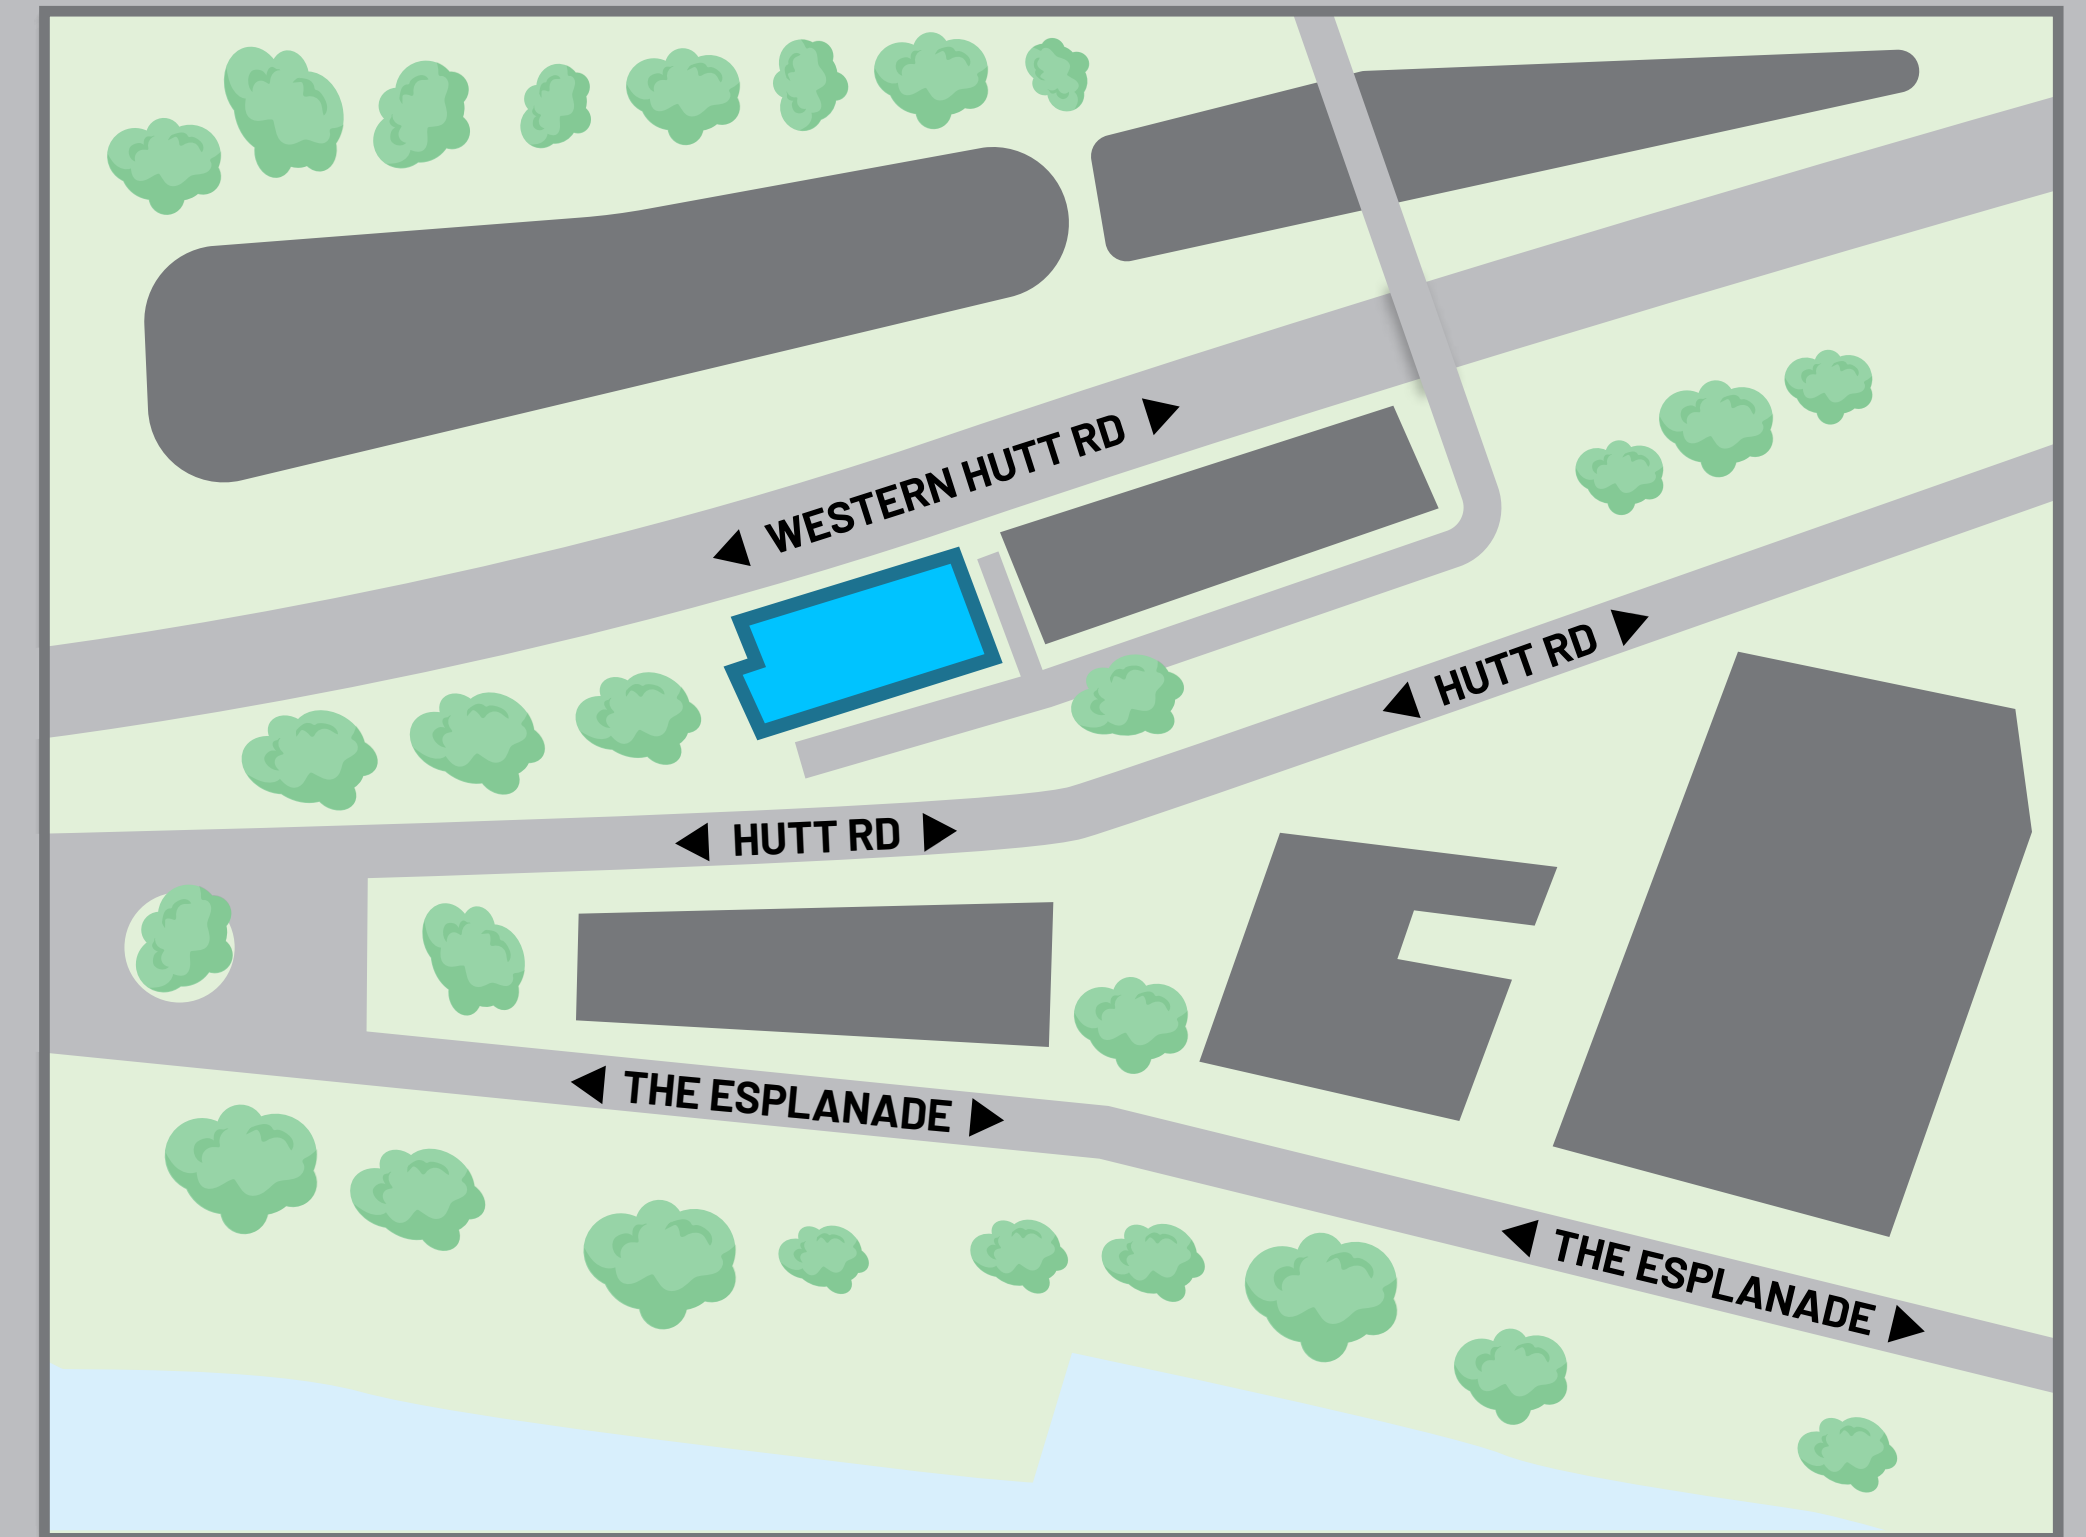 ◀ WESTERN HUTT RD ▶
◀ HUTT RD ▶
◀ HUTT RD ▶
◀ THE ESPLANADE ▶
◀ THE ESPLANADE ▶